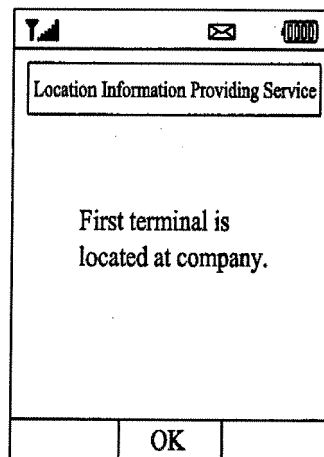 Location Information Providing Service
First terminal is
located at company.
OK